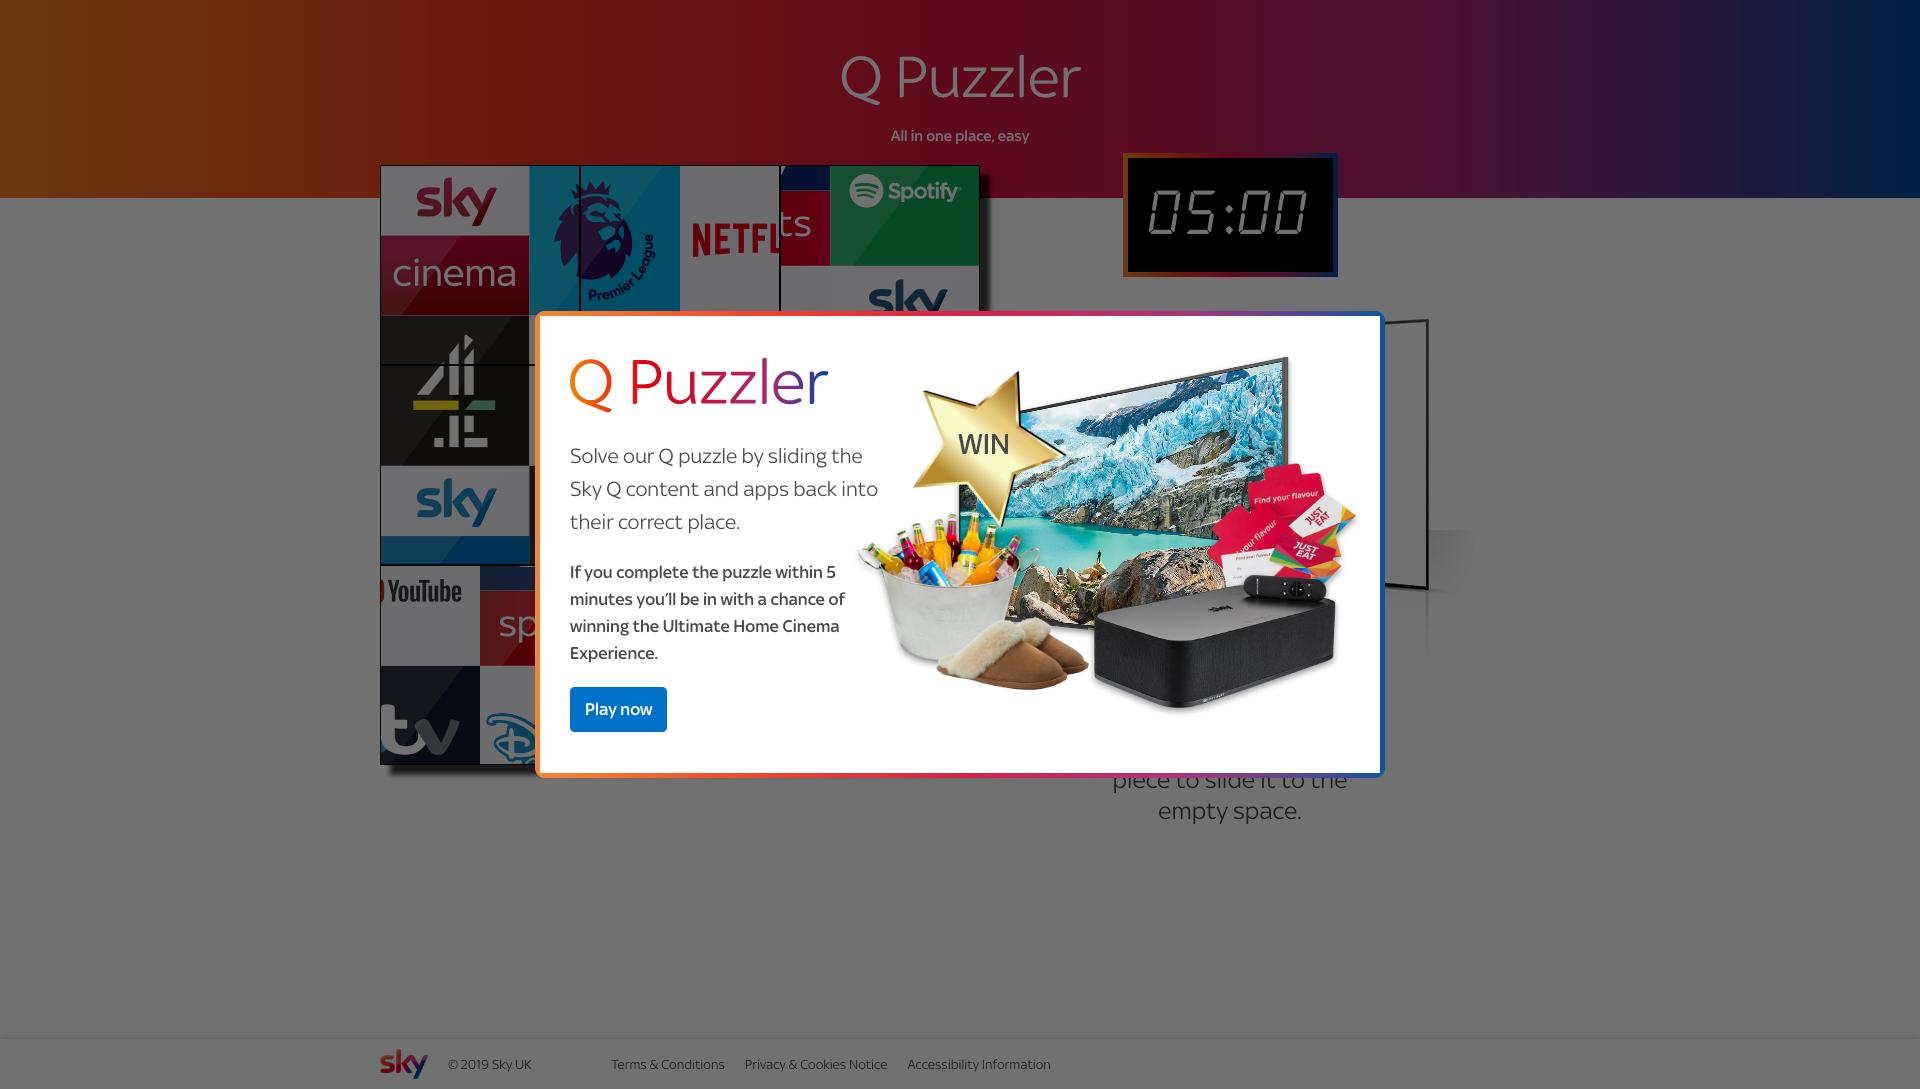 Q Puzzler
All in one place, easy
sky
cinema
Premier League
NETFL
ts
Spotify
sky
05:00
sky
YouTube
sp
tv
Q Puzzler
Solve our Q puzzle by sliding the
Sky Q content and apps back into
their correct place.
If you complete the puzzle within 5
minutes you'll be in with a chance of
winning the Ultimate Home Cinema
Experience.
Play now
WIN
Find your flavour
your flavour
JUST
EAT
JUST
EAT
sky
piece to slide it to the
empty space.
sky
© 2019 Sky UK
Terms & Conditions
Privacy & Cookies Notice
Accessibility Information